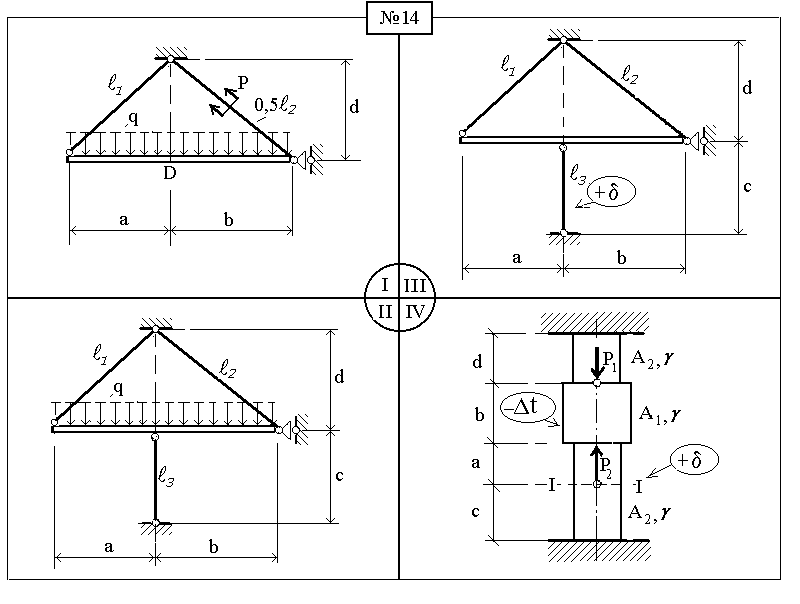 №14
ℓ1
P
0,5ℓ2
d
q
D
a
b
ℓ1
ℓ2
d
ℓ3
+δ
c
a
b
I
III
II
IV
ℓ1
ℓ2
q
d
ℓ3
c
a
b
d
P1
A2, γ
b
−Δt
A1, γ
a
P2
+δ
I
I
c
A2, γ